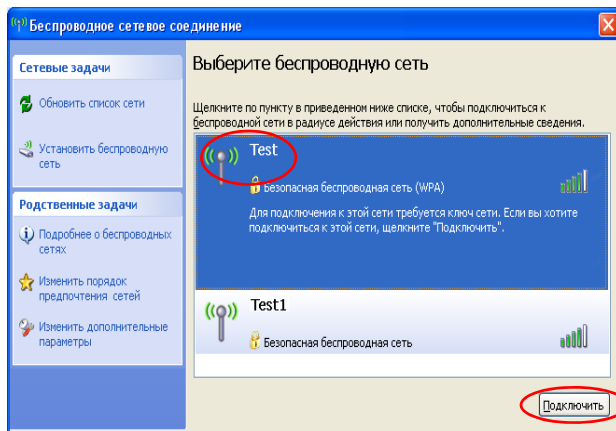 Беспроводное сетевое соединение
Сетевые задачи
Обновить список сети
Установить беспроводную
сеть
Родственные задачи
Подробнее о беспроводных
сетях
Изменить порядок
предпочтения сетей
Изменить дополнительные
параметры
Выберите беспроводную сеть
Щелкните по пункту в приведенном ниже списке, чтобы подключиться к
беспроводной сети в радиусе действия или получить дополнительные сведения.
Test
Безопасная беспроводная сеть (WPA)
Для подключения к этой сети требуется ключ сети. Если вы хотите
подключиться к этой сети, щелкните "Подключить".
Test1
Безопасная беспроводная сеть
Подключить